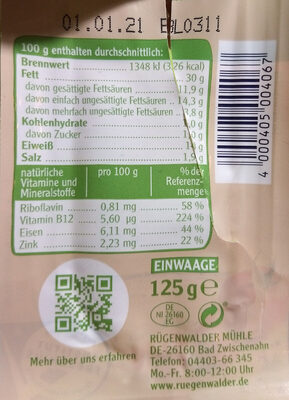 01.01.21 EGL0311
100 g enthalten durchschnittlich:
Brennwert 1348 kJ (326 kcal)
Fett 30 g
davon gesättigte Fettsäuren 11,9 g
davon einfach ungesättigte Fettsäuren 14,3 g
davon mehrfach ungesättigte Fettsäuren 3,8 g
Kohlenhydrate g
davon Zucker g
Eiweiß 14 g
Salz 1,9 g
natürliche Vitamine und Mineralstoffe pro 100 g % der Referenz-menge
Riboflavin 0,81 mg 58 %
Vitamin B12 5,60 µg 224 %
Eisen 6,11 mg 44 %
Zink 2,23 mg 22 %
4 000405 004067
EINWAAGE
125 g e
DE
NI 26160
EG
RÜGENWALDER MÜHLE
DE-26160 Bad Zwischenahn
Telefon: 04403-66 345
Mo.-Fr. 8:00-12:00 Uhr
www.ruegenwalder.de
Mehr über uns erfahren